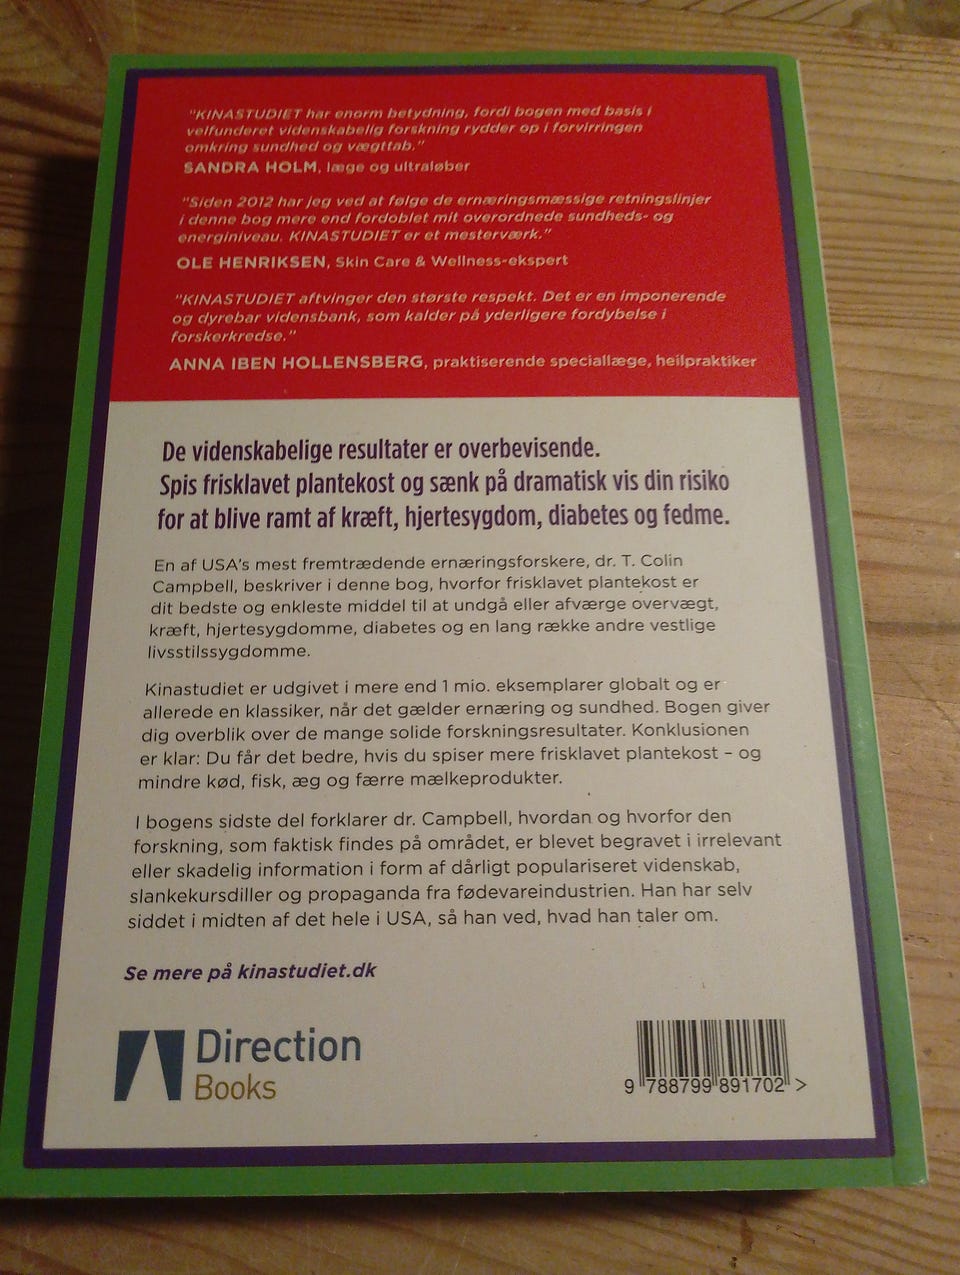 "KINASTUDIET har enorm betydning, fordi bogen med basis i
velfunderet videnskabelig forskning rydder op i forvirringen
omkring sundhed og vægttab."
SANDRA HOLM, læge og ultraløber
"Siden 2012 har jeg ved at følge de ernæringsmæssige retningslinjer
i denne bog mere end fordoblet mit overordnede sundheds- og
energiniveau. KINASTUDIET er et mesterværk."
OLE HENRIKSEN, Skin Care & Wellness-ekspert
"KINASTUDIET aftvinger den største respekt. Det er en imponerende
og dyrebar vidensbank, som kalder på yderligere fordybelse i
forskerkredse."
ANNA IBEN HOLLENSBERG, praktiserende speciallæge, heilpraktiker
De videnskabelige resultater er overbevisende.
Spis frisklavet plantekost og sænk på dramatisk vis din risiko
for at blive ramt af kræft, hjertesygdom, diabetes og fedme.
En af USA's mest fremtrædende ernæringsforskere, dr. T. Colin
Campbell, beskriver i denne bog, hvorfor frisklavet plantekost er
dit bedste og enkleste middel til at undgå eller afværge overvægt,
kræft, hjertesygdomme, diabetes og en lang række andre vestlige
livsstilssygdomme.
Kinastudiet er udgivet i mere end 1 mio. eksemplarer globalt og er
allerede en klassiker, når det gælder ernæring og sundhed. Bogen giver
dig overblik over de mange solide forskningsresultater. Konklusionen
er klar: Du får det bedre, hvis du spiser mere frisklavet plantekost – og
mindre kød, fisk, æg og færre mælkeprodukter.
I bogens sidste del forklarer dr. Campbell, hvordan og hvorfor den
forskning, som faktisk findes på området, er blevet begravet i irrelevant
eller skadelig information i form af dårligt populariseret videnskab,
slankekursdiller og propaganda fra fødevareindustrien. Han har selv
siddet i midten af det hele i USA, så han ved, hvad han taler om.
Se mere på kinastudiet.dk
Direction
Books
9 788799 891702 >